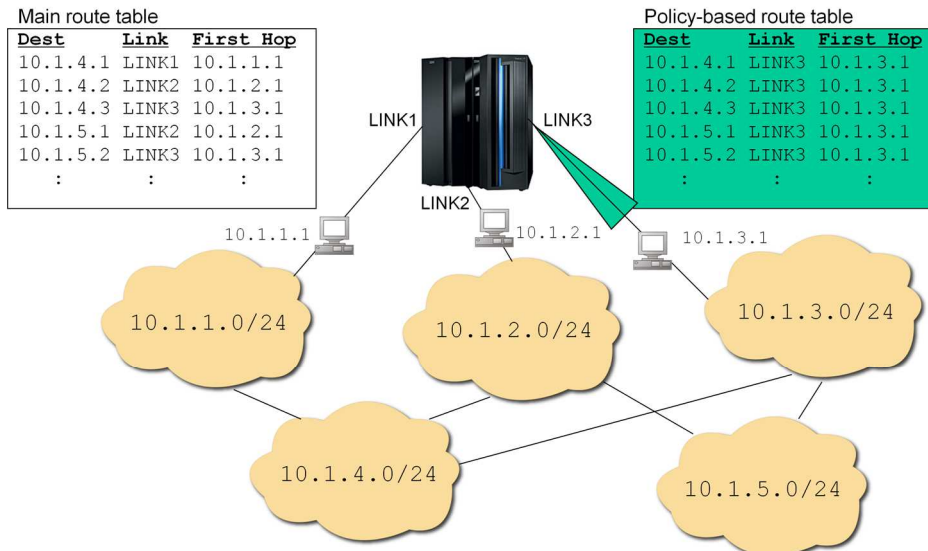 Main route table
Dest Link First Hop
10.1.4.1 LINK1 10.1.1.1
10.1.4.2 LINK2 10.1.2.1
10.1.4.3 LINK3 10.1.3.1
10.1.5.1 LINK2 10.1.2.1
10.1.5.2 LINK3 10.1.3.1
: : :
Policy-based route table
Dest Link First Hop
10.1.4.1 LINK3 10.1.3.1
10.1.4.2 LINK3 10.1.3.1
10.1.4.3 LINK3 10.1.3.1
10.1.5.1 LINK3 10.1.3.1
10.1.5.2 LINK3 10.1.3.1
: : :
LINK1
LINK3
LINK2
10.1.1.1
10.1.2.1
10.1.3.1
10.1.1.0/24
10.1.2.0/24
10.1.3.0/24
10.1.4.0/24
10.1.5.0/24